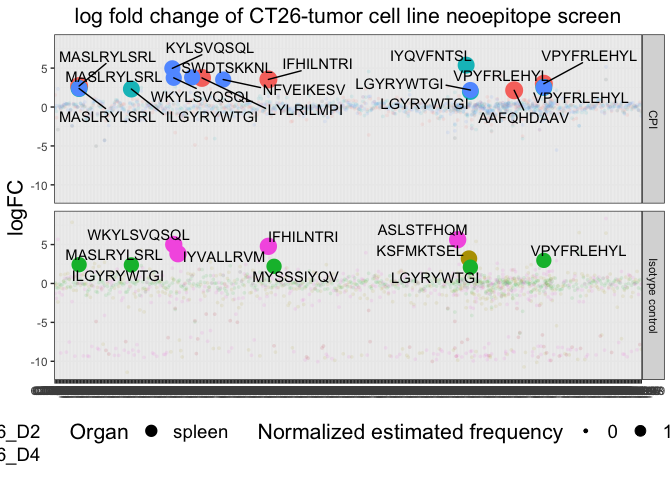 log fold change of CT26-tumor cell line neoepitope screen
logFC
5
0
-5
-10
KYLSVQSQL
MASLRYLSRL
SWDTSKKNL
IFHILNTRI
MASLRYLSRL
NFVEIKESV
WKYLSVQSQL
LYLRILMPI
MASLRYLSRL
ILGYRYWTGI
IYQVFNTSL
VPYFRLEHYL
VPYFRLEHYL
LGYRYWTGI
VPYFRLEHYL
LGYRYWTGI
AAFQHDAAV
CPI
5
0
-5
-10
WKYLSVQSQL
IFHILNTRI
MASLRYLSRL
IYVALLRVM
ILGYRYWTGI
MYSSSIYQV
ASLSTFHQM
KSFMKTSEL
VPYFRLEHYL
LGYRYWTGI
Isotype control
6_D2
6_D4
Organ
spleen
Normalized estimated frequency
0
1